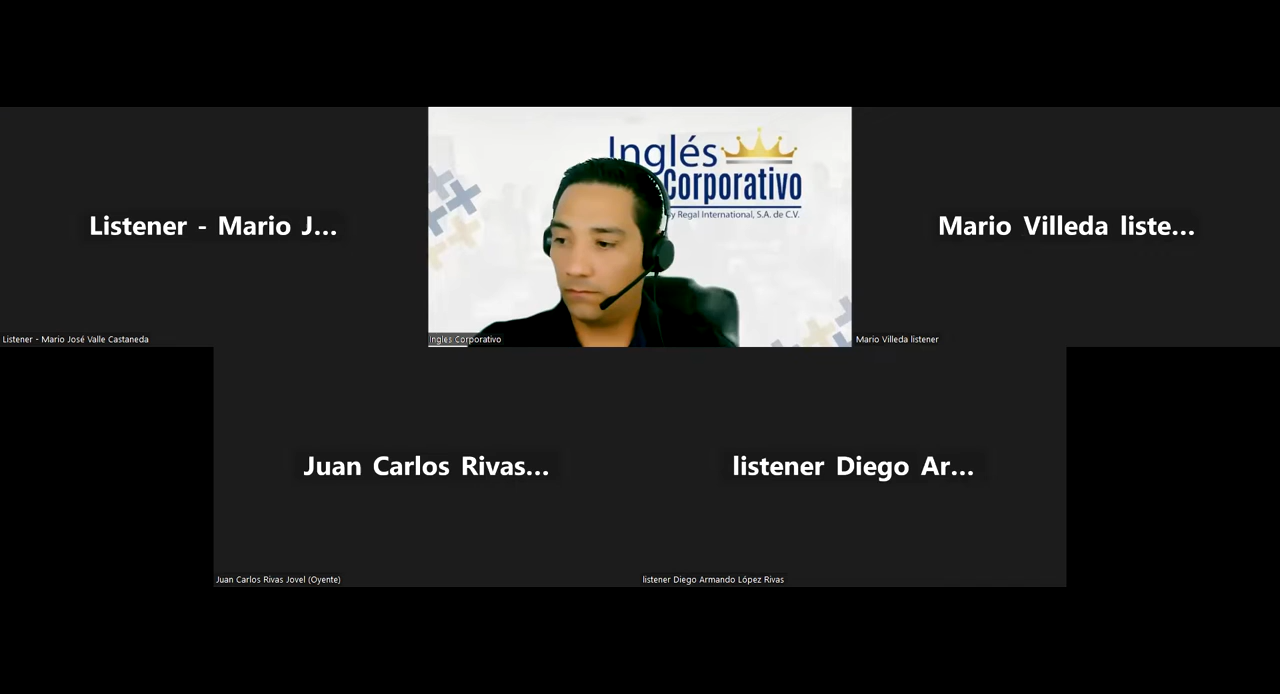 Listener - Mario J...
Listener - Mario José Valle Castaneda
Inglés
Corporativo
y Regal International, S.A. de C.V.
Inglés Corporativo
Mario Villeda liste...
Mario Villeda listener
Juan Carlos Rivas...
Juan Carlos Rivas Jovel (Oyente)
listener Diego Ar...
listener Diego Armando López Rivas